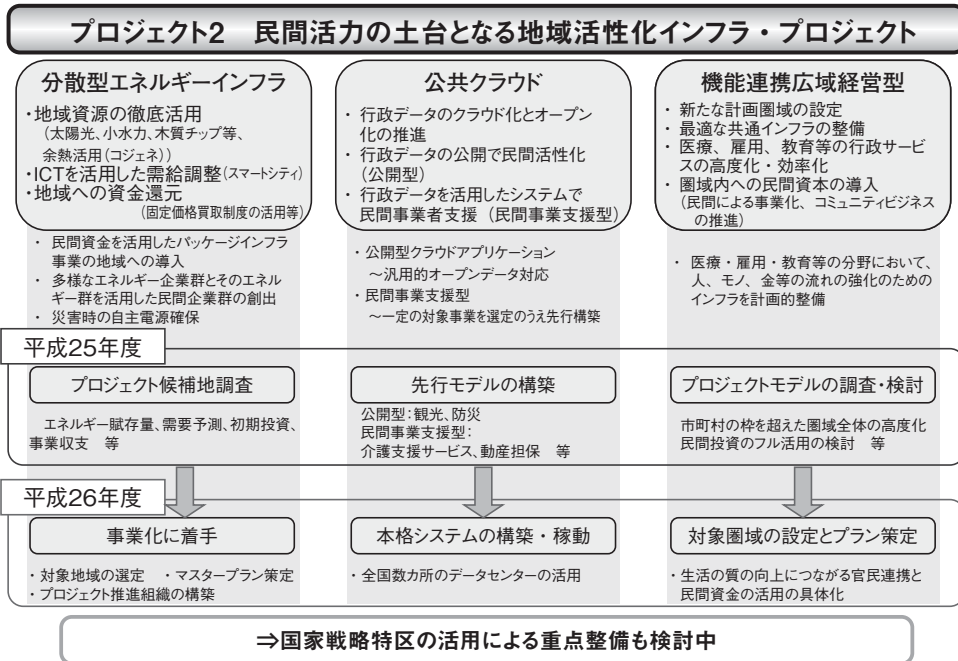 プロジェクト2　民間活力の土台となる地域活性化インフラ・プロジェクト
分散型エネルギーインフラ
・地域資源の徹底活用
（太陽光、小水力、木質チップ等、
余熱活用（コジェネ））
・ICTを活用した需給調整（スマートシティ）
・地域への資金還元
（固定価格買取制度の活用等）
・ 民間資金を活用したパッケージインフラ
事業の地域への導入
・ 多様なエネルギー企業群とそのエネル
ギー群を活用した民間企業群の創出
・ 災害時の自主電源確保
公共クラウド
・ 行政データのクラウド化とオープン
化の推進
・ 行政データの公開で民間活性化
（公開型）
・ 行政データを活用したシステムで
民間事業者支援（民間事業支援型）
・公開型クラウドアプリケーション
～汎用的オープンデータ対応
・民間事業支援型
～一定の対象事業を選定のうえ先行構築
機能連携広域経営型
・ 新たな計画圏域の設定
・ 最適な共通インフラの整備
・ 医療、雇用、教育等の行政サービ
スの高度化・効率化
・ 圏域内への民間資本の導入
（民間による事業化、コミュニティビジネス
の推進）
・ 医療・雇用・教育等の分野において、
人、モノ、金等の流れの強化のための
インフラを計画的整備
平成25年度
プロジェクト候補地調査
エネルギー賦存量、需要予測、初期投資、
事業収支　等
先行モデルの構築
公開型：観光、防災
民間事業支援型：
介護支援サービス、動産担保　等
プロジェクトモデルの調査・検討
市町村の枠を超えた圏域全体の高度化
民間投資のフル活用の検討　等
平成26年度
事業化に着手
・対象地域の選定　・マスタープラン策定
・プロジェクト推進組織の構築
本格システムの構築・稼動
・全国数カ所のデータセンターの活用
対象圏域の設定とプラン策定
・生活の質の向上につながる官民連携と
民間資金の活用の具体化
⇒国家戦略特区の活用による重点整備も検討中